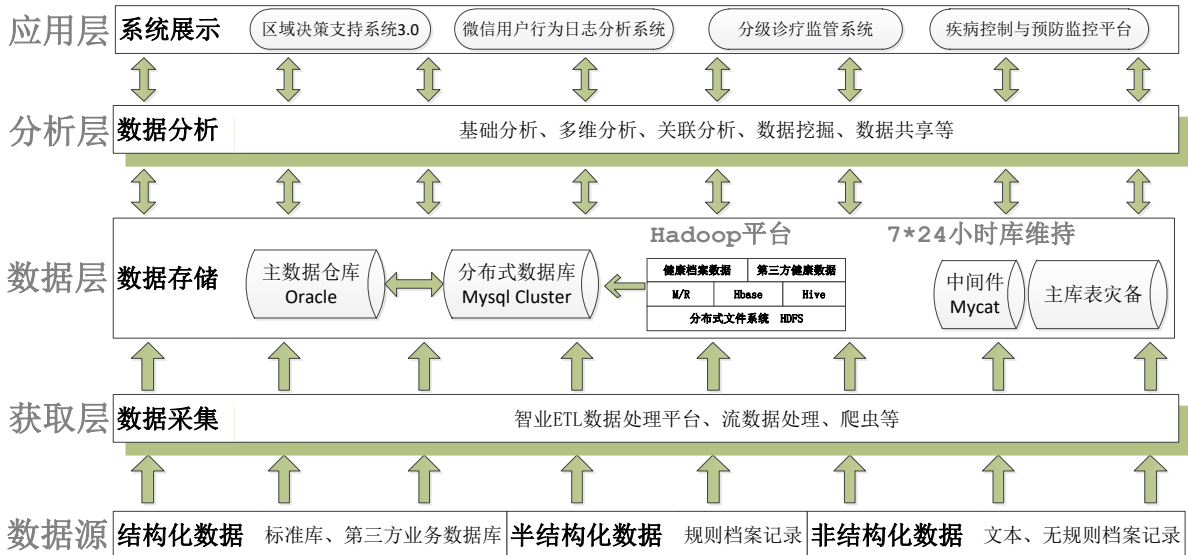 应用层 系统展示 区域决策支持系统3.0 微信用户行为日志分析系统 分级诊疗监管系统 疾病控制与预防监控平台
分析层 数据分析 基础分析、多维分析、关联分析、数据挖掘、数据共享等
Hadoop平台 7*24小时库维持
数据层 数据存储
主数据仓库
Oracle
分布式数据库
Mysql Cluster
健康档案数据 第三方健康数据
M/R Hbase Hive
分布式文件系统 HDFS
中间件
Mycat
主库表灾备
获取层 数据采集 智业ETL数据处理平台、流数据处理、爬虫等
数据源 结构化数据 标准库、第三方业务数据库 半结构化数据 规则档案记录 非结构化数据 文本、无规则档案记录